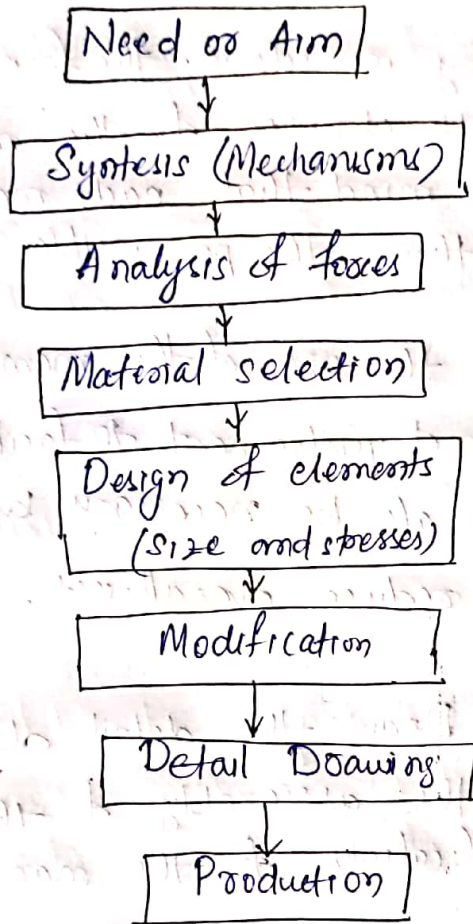 Need or Aim
Syntesis (Mechanisms)
Analysis of forces
Material selection
Design of elements
(Size and stresses)
Modification
Detail Drawing
Production